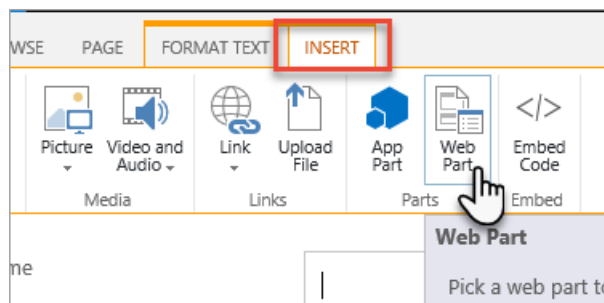 WSE PAGE FORMAT TEXT INSERT
Picture Video and Audio Link Upload File App Part Web Part Embed Code
Media Links Parts Embed
Web Part
me
Pick a web part to